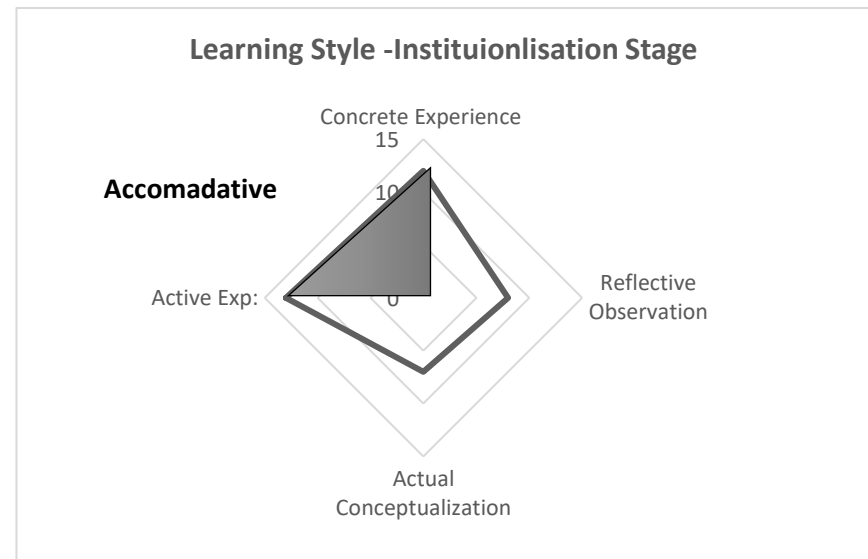 Learning Style -Instituionlisation Stage
Concrete Experience
15
Accomadative
10
Active Exp:
0
Reflective
Observation
Actual
Conceptualization